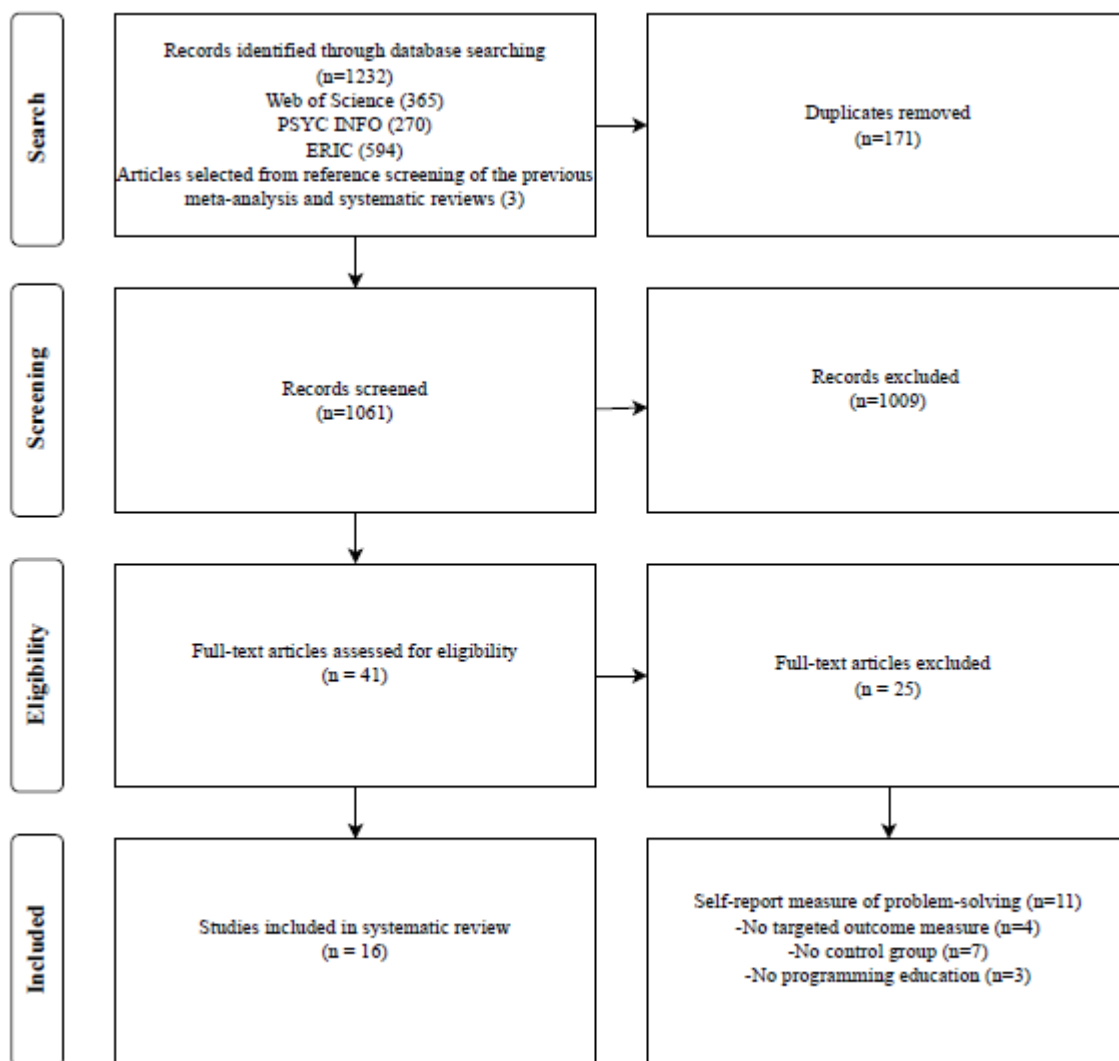 Search
Records identified through database searching
(n=1232)
Web of Science (365)
PSYC INFO (270)
ERIC (594)
Articles selected from reference screening of the previous
meta-analysis and systematic reviews (3)
Duplicates removed
(n=171)
Screening
Records screened
(n=1061)
Records excluded
(n=1009)
Eligibility
Full-text articles assessed for eligibility
(n = 41)
Full-text articles excluded
(n = 25)
Included
Studies included in systematic review
(n = 16)
Self-report measure of problem-solving (n=11)
-No targeted outcome measure (n=4)
-No control group (n=7)
-No programming education (n=3)